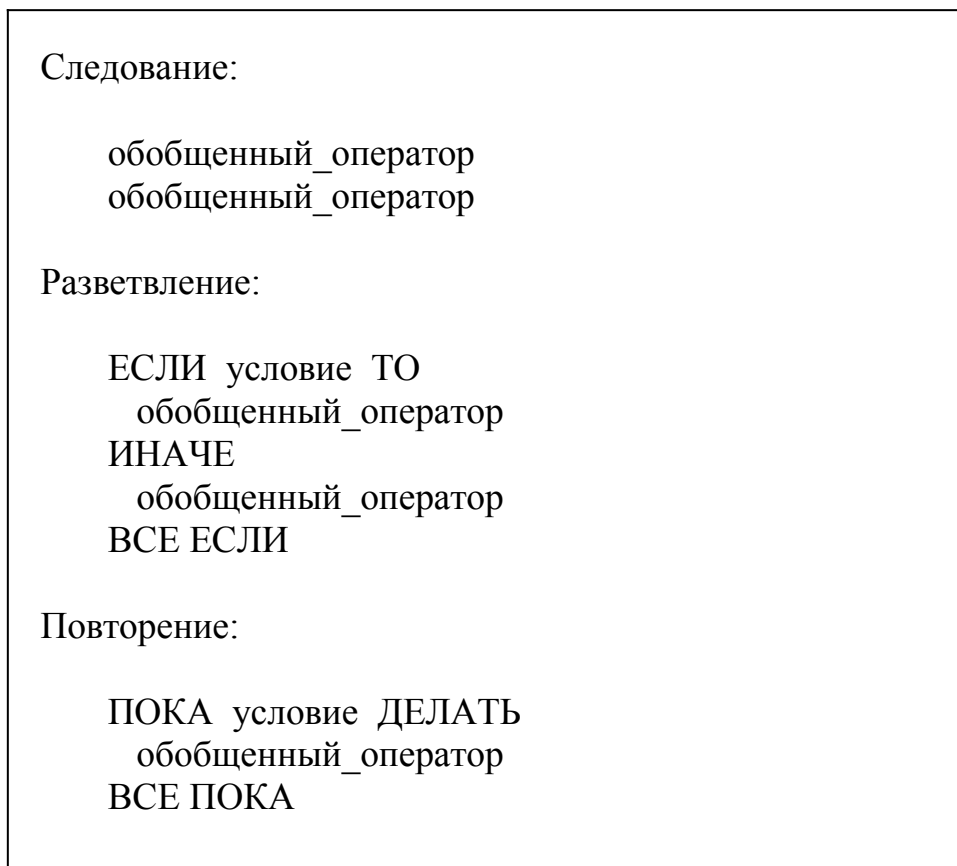 Следование:
обобщенный_оператор
обобщенный_оператор
Разветвление:
ЕСЛИ условие ТО
обобщенный_оператор
ИНАЧЕ
обобщенный_оператор
ВСЕ ЕСЛИ
Повторение:
ПОКА условие ДЕЛАТЬ
обобщенный_оператор
ВСЕ ПОКА